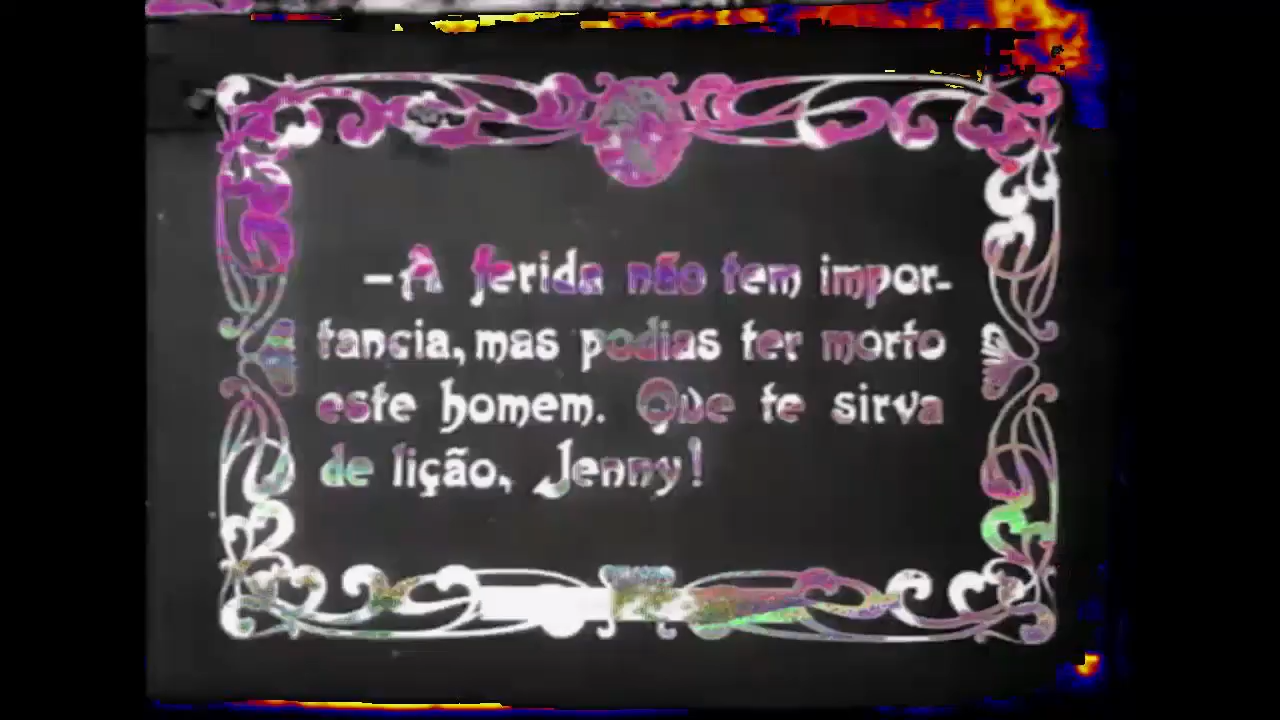 –A ferida não tem impor-
tancia, mas podias ter morto
este homem. Que te sirva
de lição, Jenny!